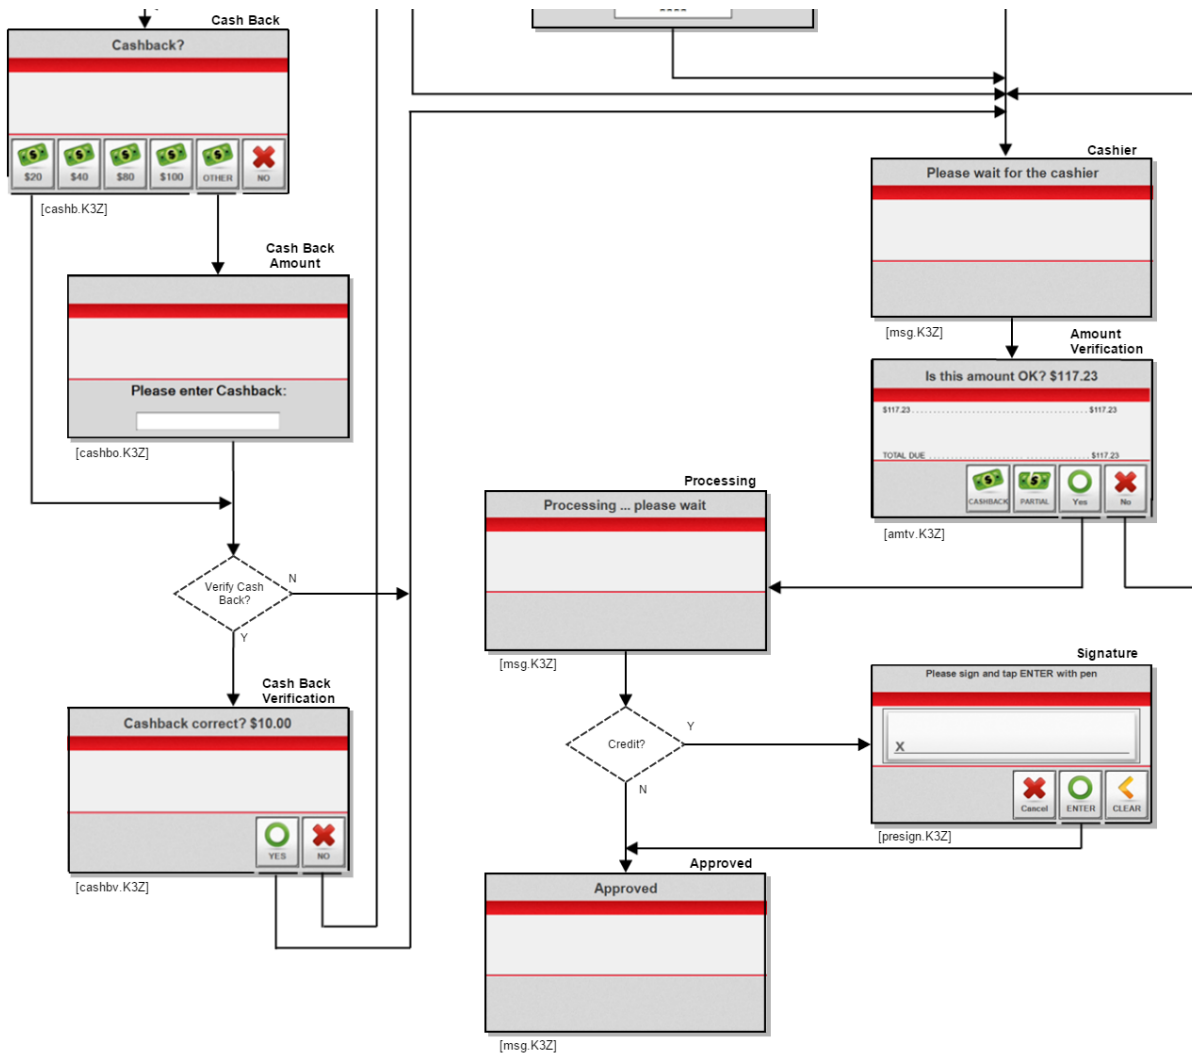 Cash Back
Cashback?
$20
$40
$80
$100
OTHER
NO
[cashb.K3Z]
Cash Back
Amount
Please enter Cashback:
[cashbo.K3Z]
Verify Cash
Back?
N
Y
Cash Back
Verification
Cashback correct? $10.00
YES
NO
[cashbv.K3Z]
Cashier
Please wait for the cashier
[msg.K3Z]
Amount
Verification
Is this amount OK? $117.23
$117.23 $117.23
TOTAL DUE $117.23
CASHBACK
PARTIAL
Yes
No
[amtv.K3Z]
Processing
Processing ... please wait
[msg.K3Z]
Credit?
Y
N
Signature
Please sign and tap ENTER with pen
X
Cancel
ENTER
CLEAR
[presign.K3Z]
Approved
Approved
[msg.K3Z]